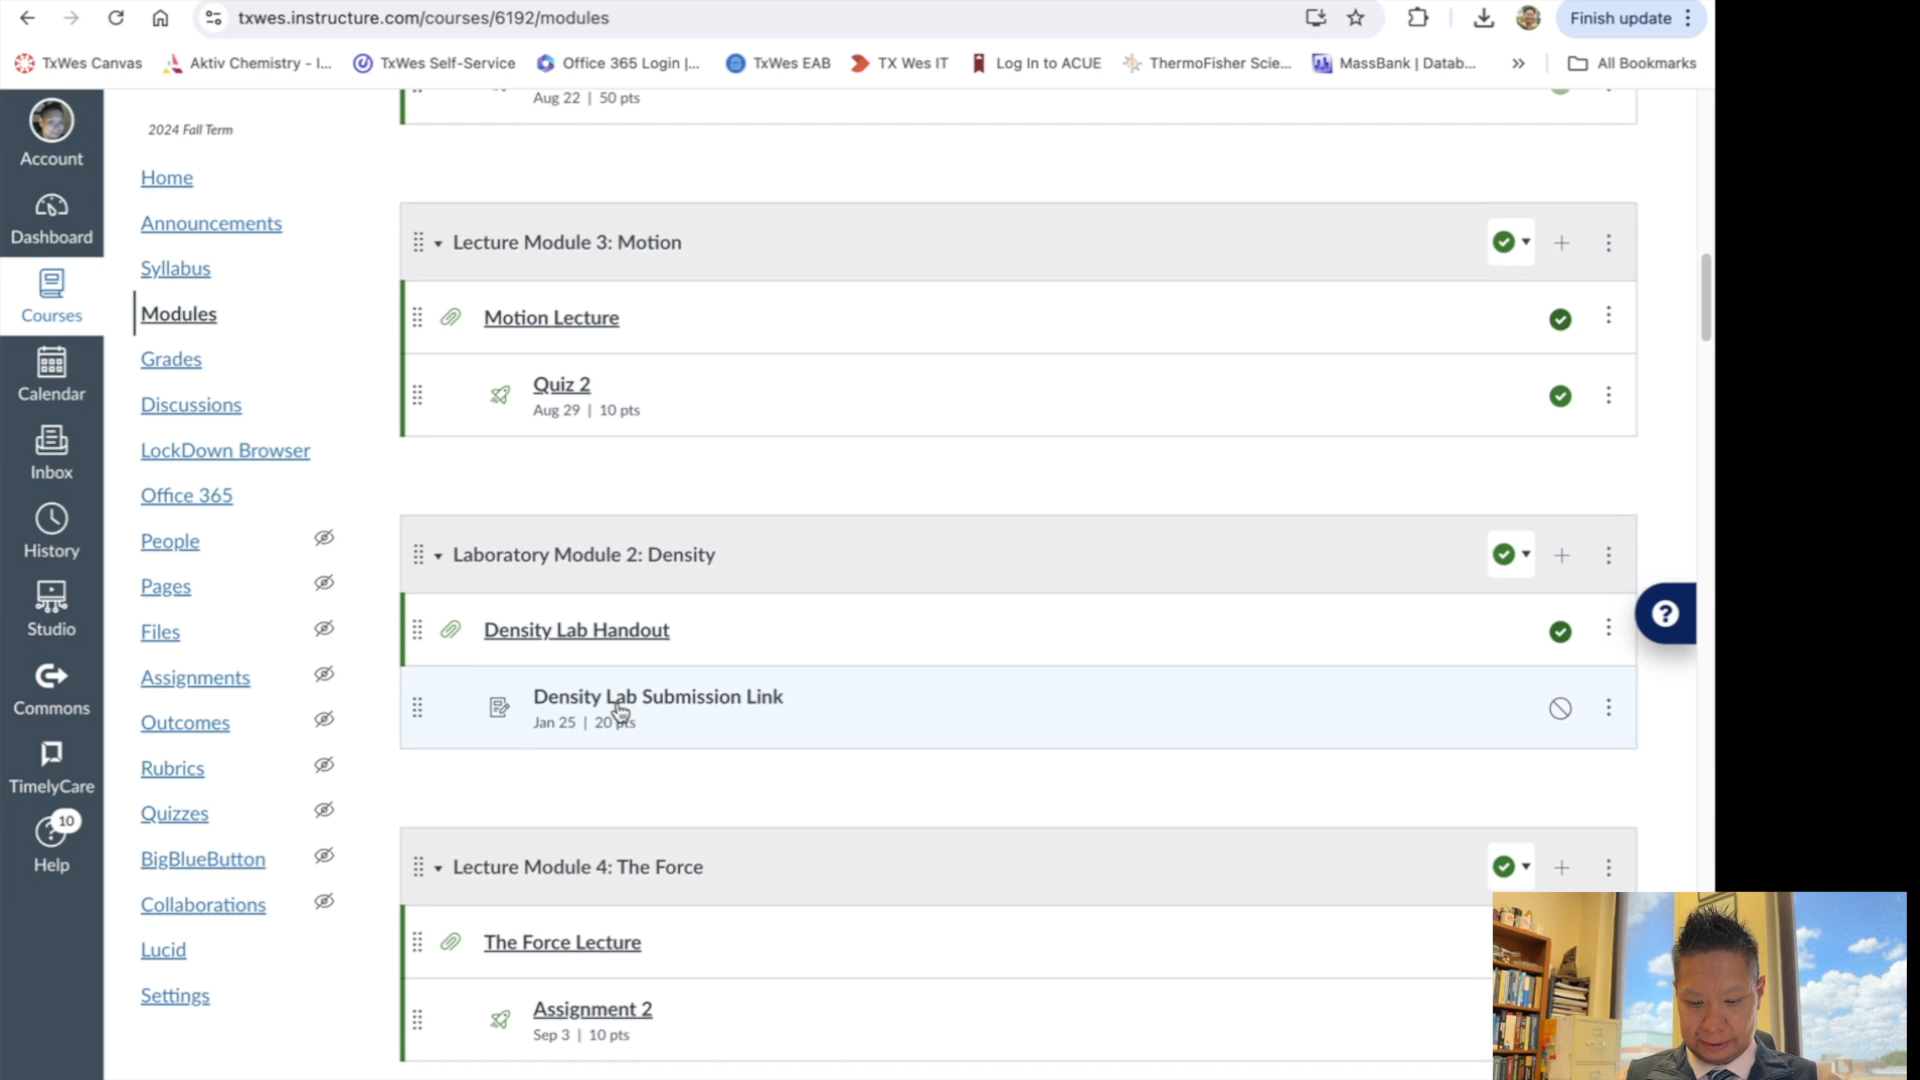 txwes.instructure.com/courses/6192/modules
Finish update
TxWes Canvas
Aktiv Chemistry - I...
TxWes Self-Service
Office 365 Login |...
TxWes EAB
TX Wes IT
Log In to ACUE
ThermoFisher Scie...
MassBank | Datab...
All Bookmarks
Account
Dashboard
Courses
Calendar
Inbox
History
Studio
Commons
TimelyCare
10
Help
2024 Fall Term
Home
Announcements
Syllabus
Modules
Grades
Discussions
LockDown Browser
Office 365
People
Pages
Files
Assignments
Outcomes
Rubrics
Quizzes
BigBlueButton
Collaborations
Lucid
Settings
Aug 22 | 50 pts
Lecture Module 3: Motion
Motion Lecture
Quiz 2
Aug 29 | 10 pts
Laboratory Module 2: Density
Density Lab Handout
Density Lab Submission Link
Jan 25 | 20 pts
Lecture Module 4: The Force
The Force Lecture
Assignment 2
Sep 3 | 10 pts